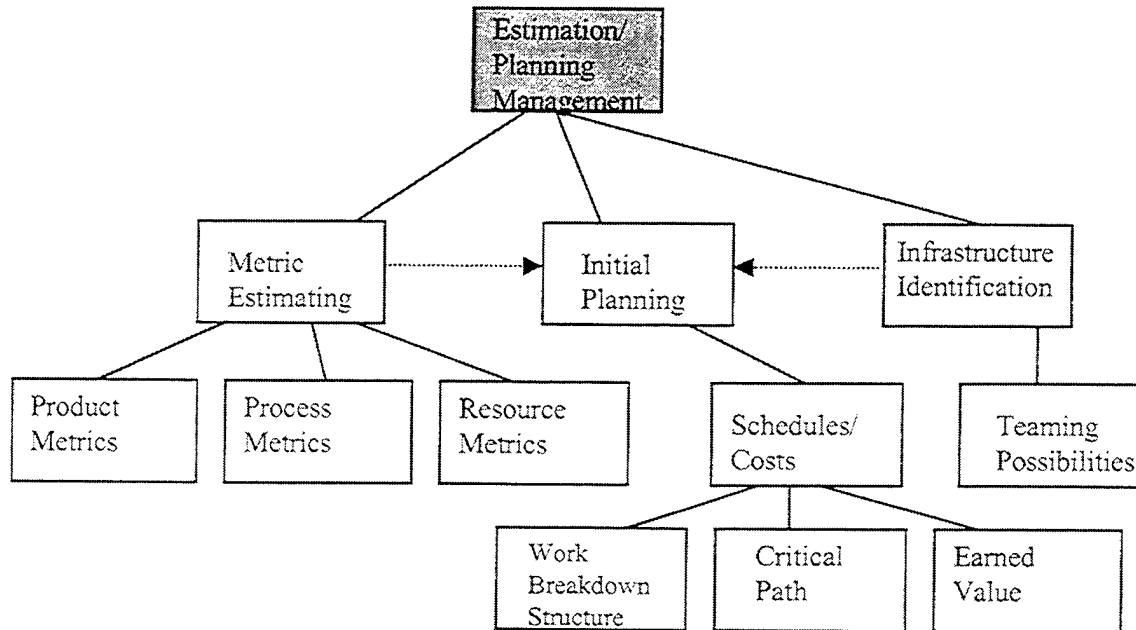 Estimation/
Planning
Management
Metric
Estimating
Initial
Planning
Infrastructure
Identification
Product
Metrics
Process
Metrics
Resource
Metrics
Schedules/
Costs
Teaming
Possibilities
Work
Breakdown
Structure
Critical
Path
Earned
Value